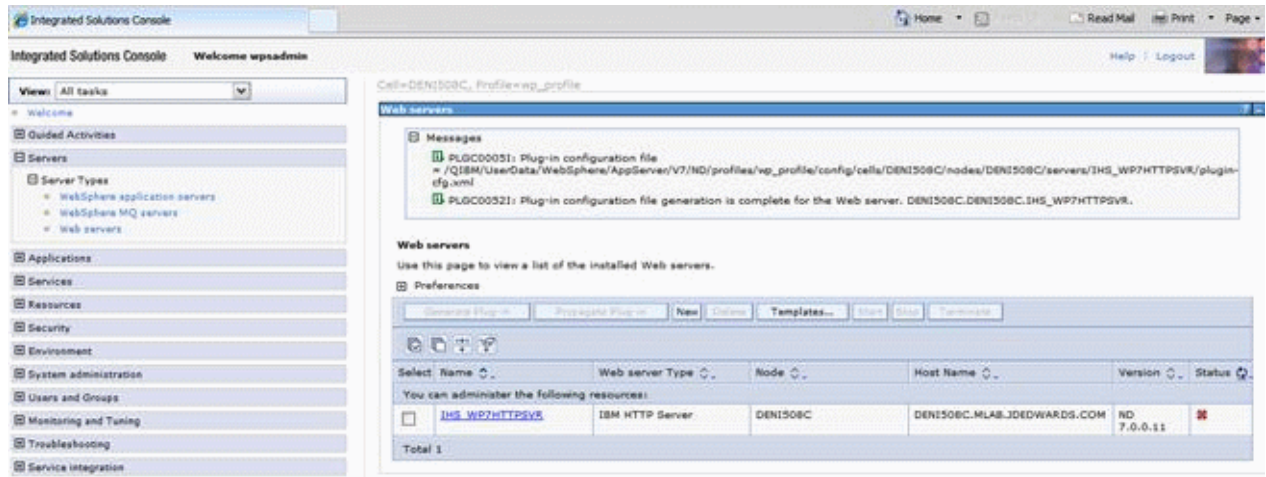 Integrated Solutions Console
Home
Read Mail
Print
Page
Integrated Solutions Console Welcome wpsadmin
Help | Logout
View: All tasks
Cell=DENI508C, Profile=wp_profile
Welcome
Guided Activities
Servers
Server Types
WebSphere application servers
WebSphere MQ servers
Web servers
Applications
Services
Resources
Security
Environment
System administration
Users and Groups
Monitoring and Tuning
Troubleshooting
Service integration
Web servers
Messages
PLGC0005I: Plug-in configuration file
= /QIBM/UserData/WebSphere/AppServer/V7/ND/profiles/wp_profile/config/cells/DENI508C/nodes/DENI508C/servers/IHS_WP7HTTPSVR/plugin-
cfg.xml
PLGC0052I: Plug-in configuration file generation is complete for the Web server. DENI508C.DENI508C.IHS_WP7HTTPSVR.
Web servers
Use this page to view a list of the installed Web servers.
Preferences
Generate Plug-in Propagate Plug-in New Delete Templates... Start Stop Terminate
Select Name Web server Type Node Host Name Version Status
You can administer the following resources:
IHS_WP7HTTPSVR IBM HTTP Server DENI508C DENI508C.MLAB.JDEDWARDS.COM ND
7.0.0.11
Total 1